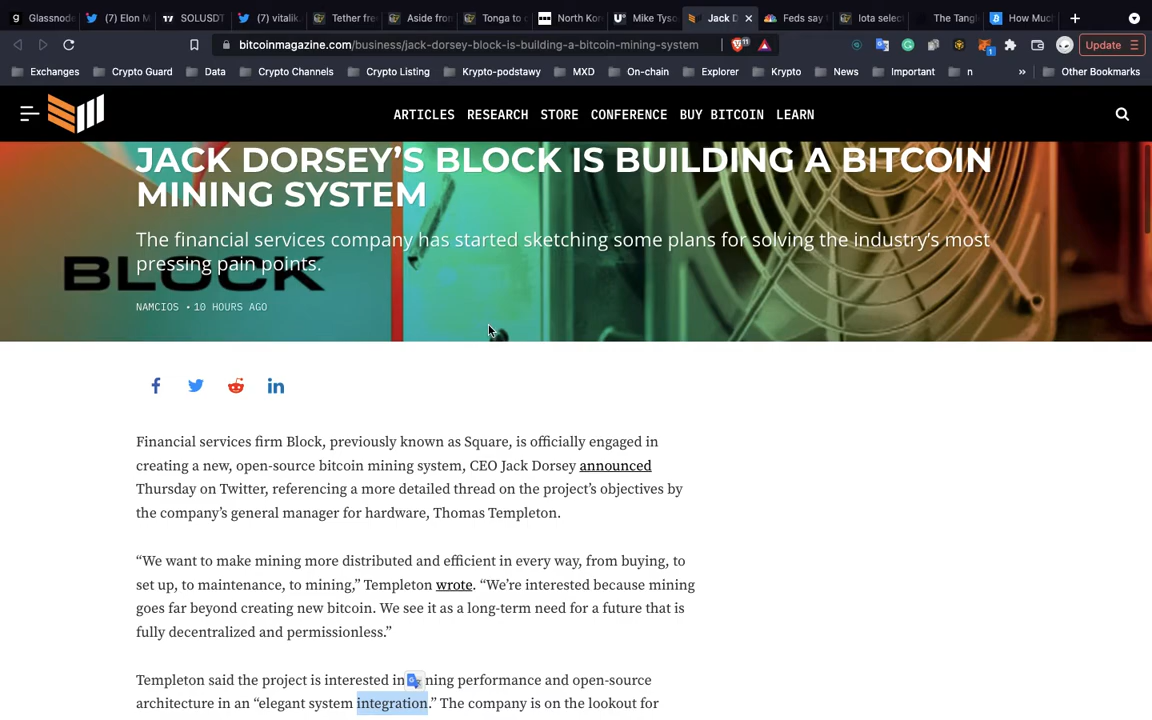 Glassnode
(7) Elon M
SOLUSDT
(7) vitalik.
Tether free
Aside from
Tonga to c
North Kor
Mike Tyso
Jack D
Feds say
Iota select
The Tangl
How Much
bitcoinmagazine.com/business/jack-dorsey-block-is-building-a-bitcoin-mining-system
11
1
Update
Exchanges
Crypto Guard
Data
Crypto Channels
Crypto Listing
Krypto-podstawy
MXD
On-chain
Explorer
Krypto
News
Important
n
»
Other Bookmarks
ARTICLES RESEARCH STORE CONFERENCE BUY BITCOIN LEARN
JACK DORSEY’S BLOCK IS BUILDING A BITCOIN
MINING SYSTEM
The financial services company has started sketching some plans for solving the industry’s most
pressing pain points.
BLOCK
NAMCIOS • 10 HOURS AGO
Financial services firm Block, previously known as Square, is officially engaged in
creating a new, open-source bitcoin mining system, CEO Jack Dorsey announced
Thursday on Twitter, referencing a more detailed thread on the project’s objectives by
the company’s general manager for hardware, Thomas Templeton.
“We want to make mining more distributed and efficient in every way, from buying, to
set up, to maintenance, to mining,” Templeton wrote. “We’re interested because mining
goes far beyond creating new bitcoin. We see it as a long-term need for a future that is
fully decentralized and permissionless.”
Templeton said the project is interested in ning performance and open-source
architecture in an “elegant system integration.” The company is on the lookout for